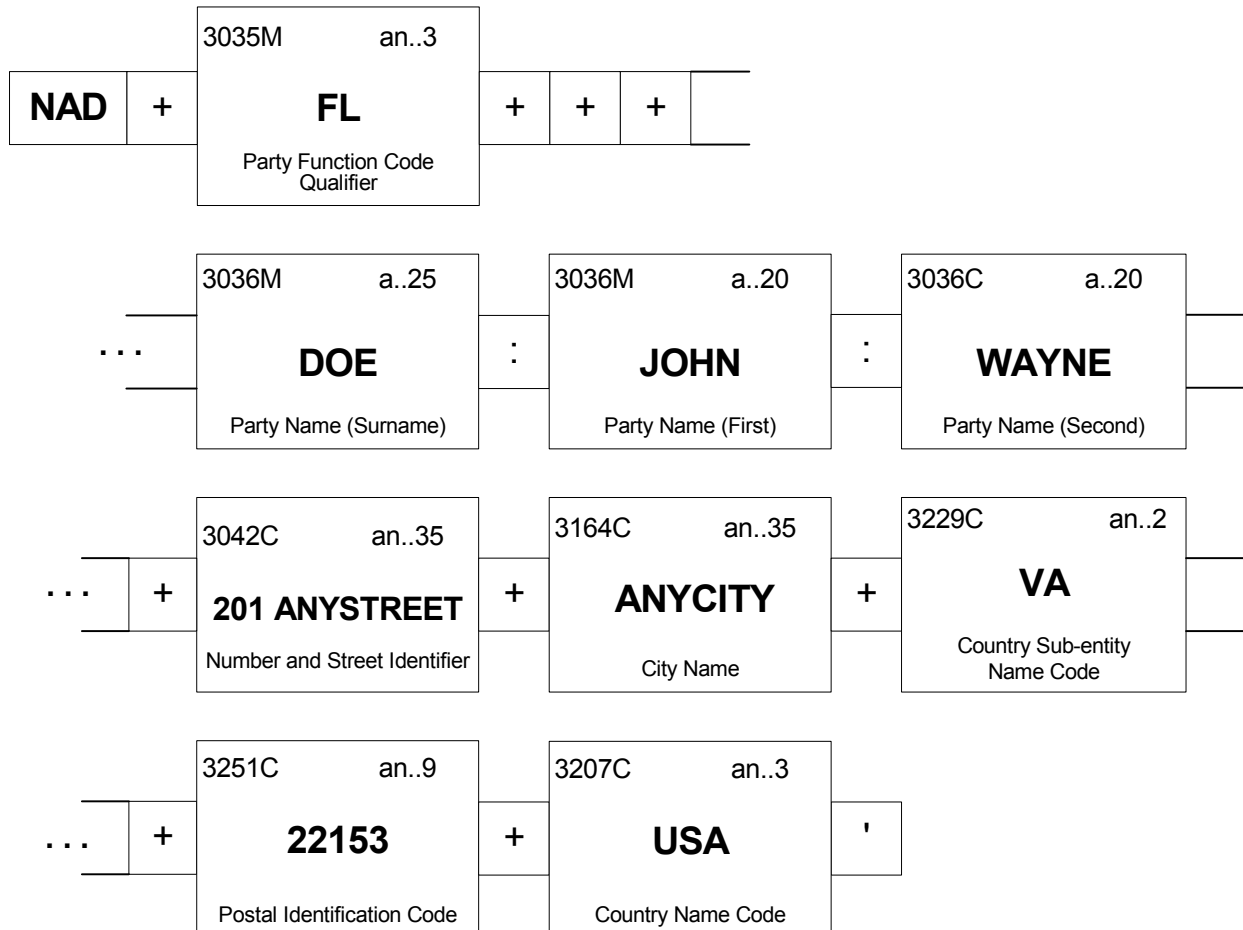 3035M an..3
NAD + FL + + +
Party Function Code
Qualifier
3036M a..25 3036M a..20 3036C a..20
... DOE : JOHN : WAYNE
Party Name (Surname) Party Name (First) Party Name (Second)
3042C an..35 3164C an..35 3229C an..2
... + 201 ANYSTREET + ANYCITY + VA
Number and Street Identifier City Name Country Sub-entity
Name Code
3251C an..9 3207C an..3
... + 22153 + USA '
Postal Identification Code Country Name Code